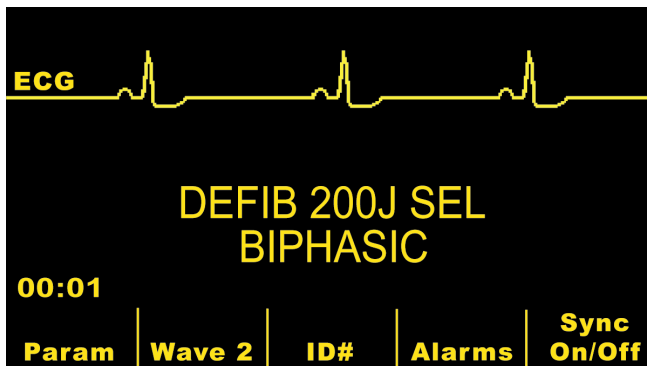 ECG
DEFIB 200J SEL
BIPHASIC
00:01
Param Wave 2 ID# Alarms Sync On/Off